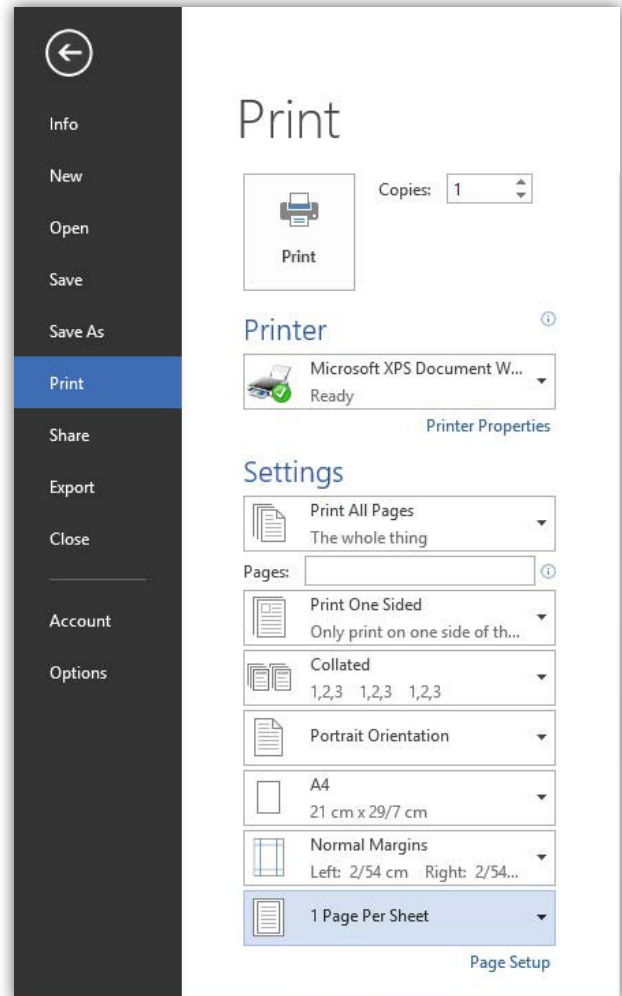 Info
New
Open
Save
Save As
Print
Share
Export
Close
Account
Options
Print
Print
Copies: 1
Printer
Microsoft XPS Document W...
Ready
Printer Properties
Settings
Print All Pages
The whole thing
Pages:
Print One Sided
Only print on one side of th...
Collated
1,2,3 1,2,3 1,2,3
Portrait Orientation
A4
21 cm x 29/7 cm
Normal Margins
Left: 2/54 cm Right: 2/54...
1 Page Per Sheet
Page Setup